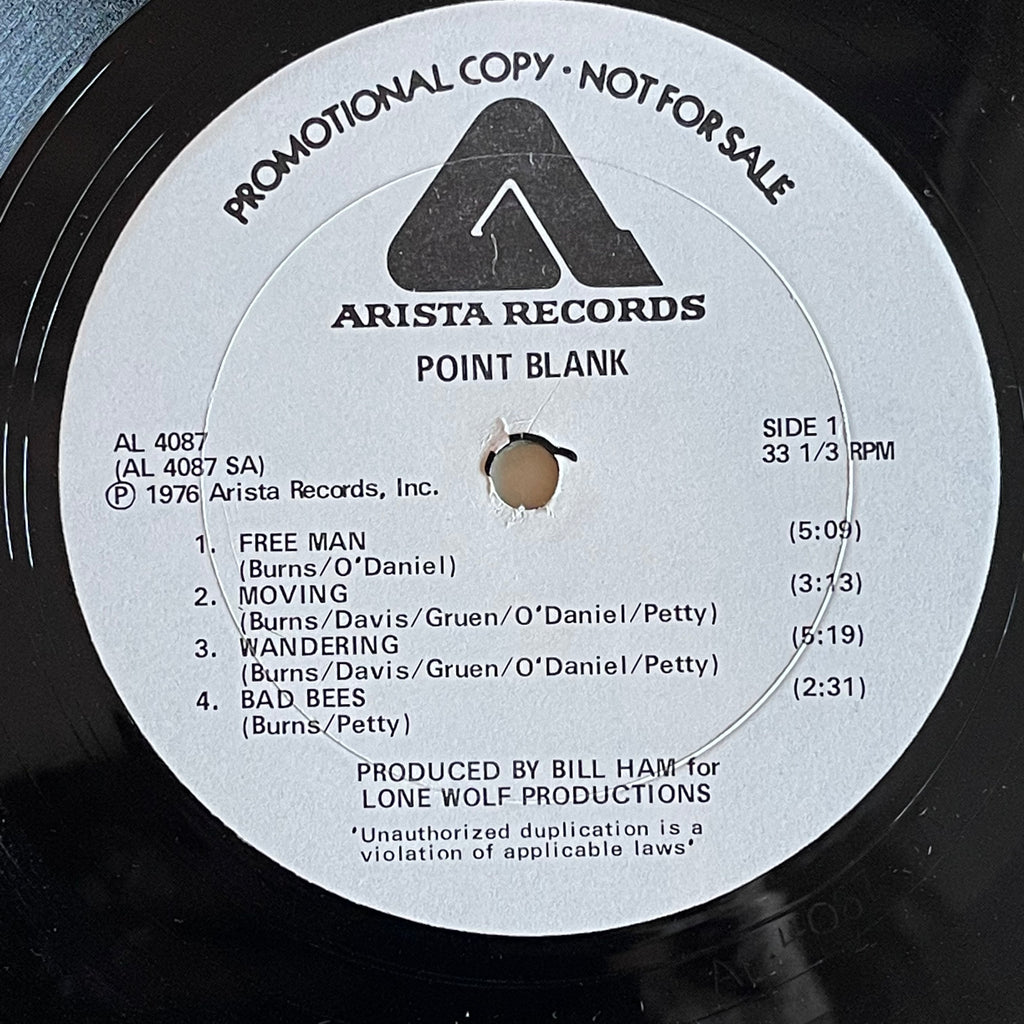 PROMOTIONAL COPY · NOT FOR SALE
ARISTA RECORDS
POINT BLANK
AL 4087
(AL 4087 SA)
Ⓟ 1976 Arista Records, Inc.
SIDE 1
33 1/3 RPM
1. FREE MAN (5:09)
(Burns/O'Daniel)
2. MOVING (3:13)
(Burns/Davis/Gruen/O'Daniel/Petty)
3. WANDERING (5:19)
(Burns/Davis/Gruen/O'Daniel/Petty)
4. BAD BEES (2:31)
(Burns/Petty)
PRODUCED BY BILL HAM for
LONE WOLF PRODUCTIONS
'Unauthorized duplication is a
violation of applicable laws'